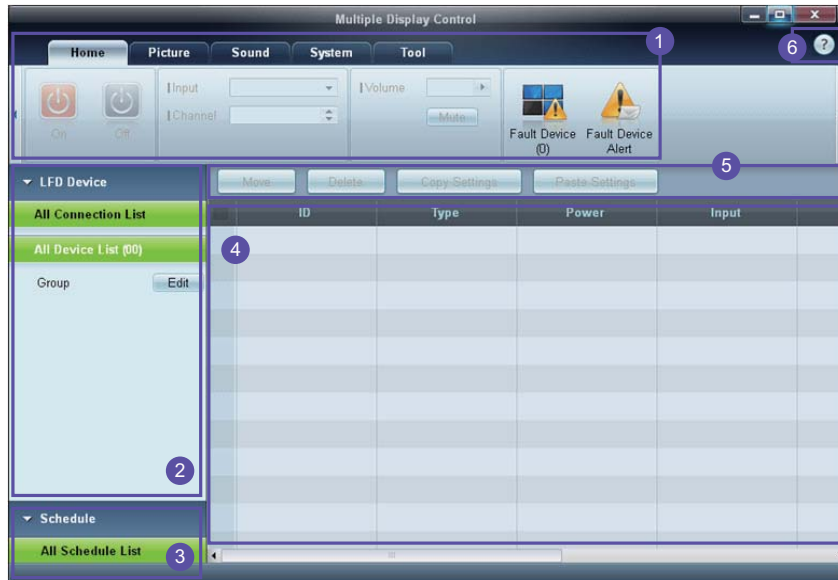 Multiple Display Control
Home Picture Sound System Tool
1
6 ?
Input
Channel
Volume
Mute
On Off
Fault Device (0)
Fault Device Alert
5
LFD Device
Move Delete Copy Settings Paste Settings
All Connection List
ID Type Power Input
All Device List (00)
4
Group Edit
2
Schedule
All Schedule List
3